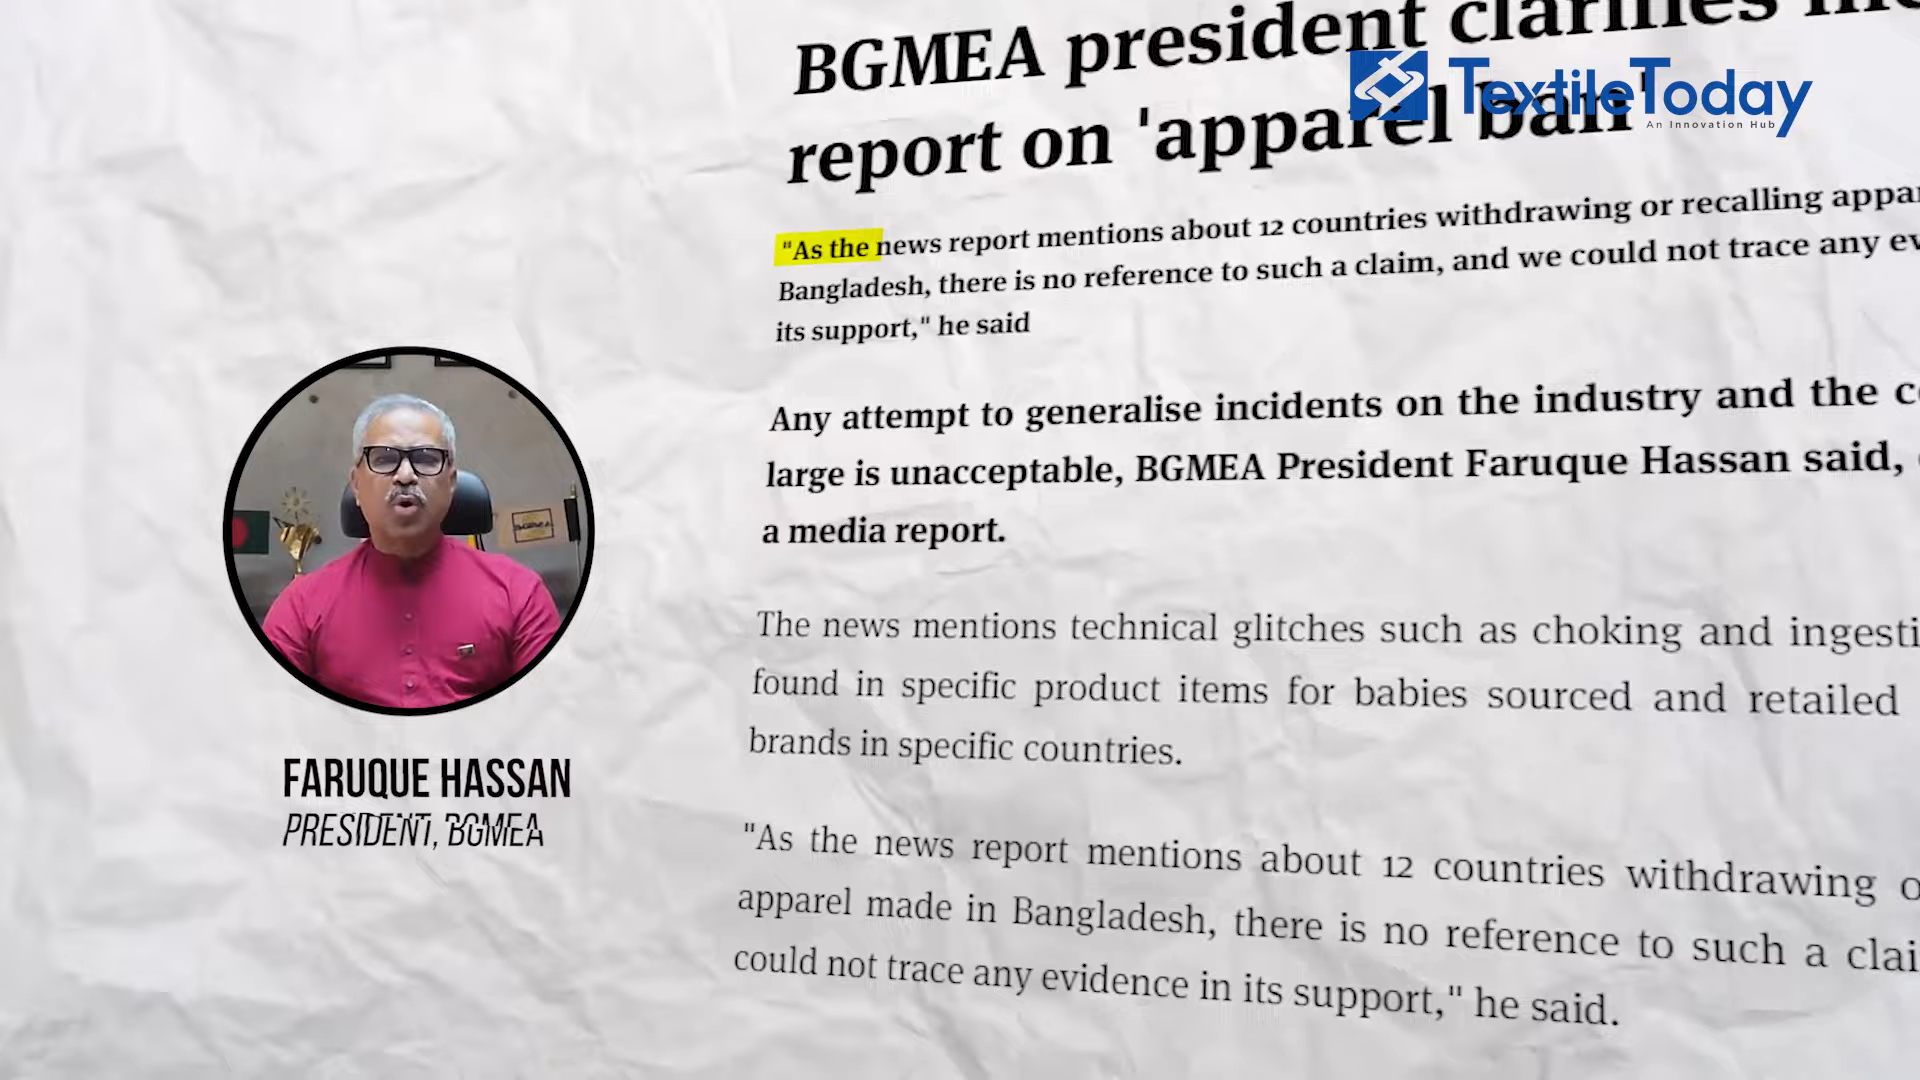 BGMEA president clarifies
report on 'apparel ban'
TextileToday
An Innovation Hub
"As the news report mentions about 12 countries withdrawing or recalling
Bangladesh, there is no reference to such a claim, and we could not trace any
its support," he said
Any attempt to generalise incidents on the industry and the
large is unacceptable, BGMEA President Faruque Hassan said,
a media report.
The news mentions technical glitches such as choking and
found in specific product items for babies sourced and retailed
brands in specific countries.
"As the news report mentions about 12 countries withdrawing
apparel made in Bangladesh, there is no reference to such a
could not trace any evidence in its support," he said.
FARUQUE HASSAN
PRESIDENT, BGMEA
BGMEA